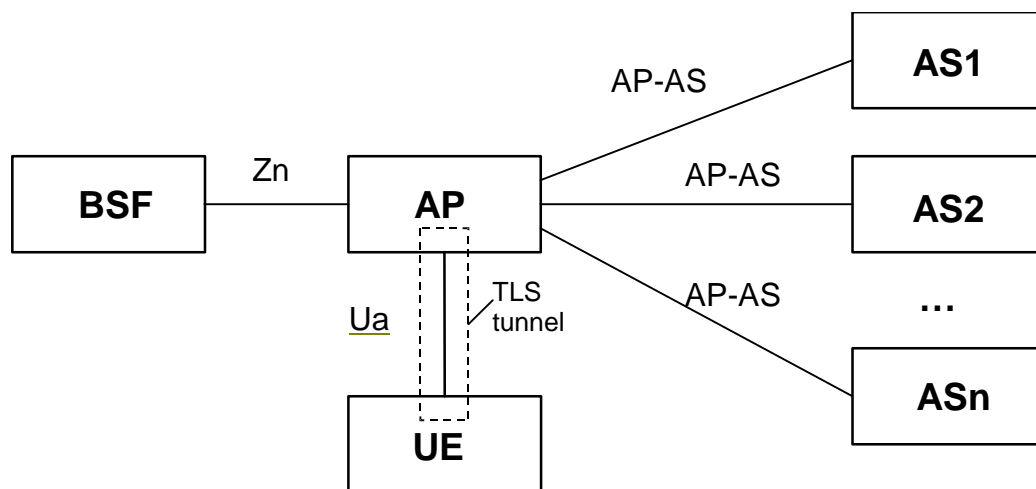 AS1
AP-AS
Zn
AP-AS
BSF
AP
AS2
AP-AS
TLS
tunnel
Ua
...
ASn
UE